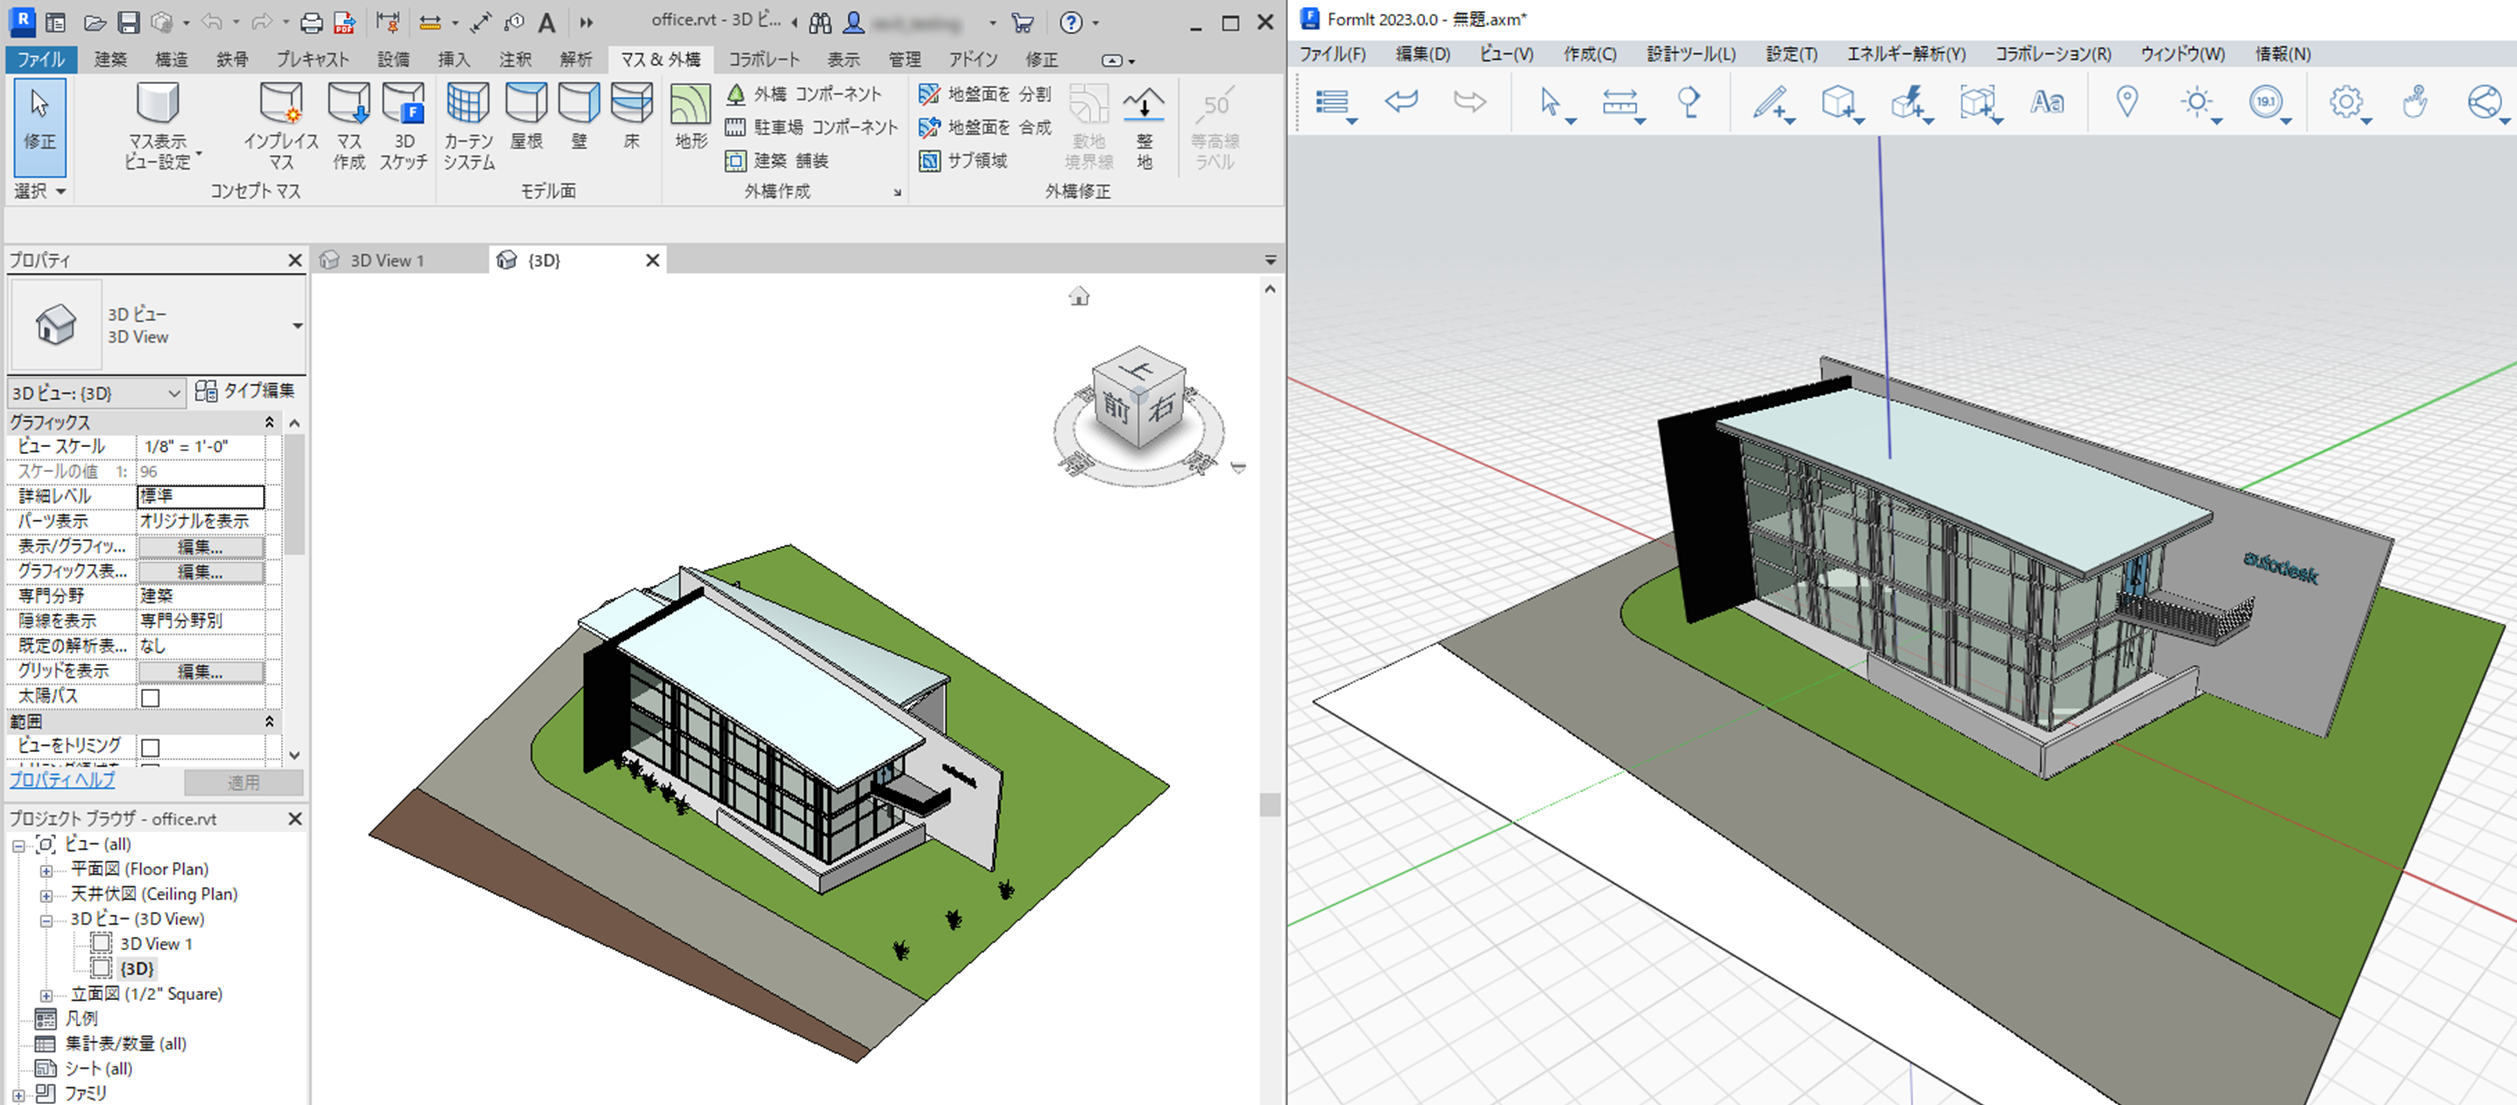 office.rvt - 3D ビ...
ファイル 建築 構造 鉄骨 プレキャスト 設備 挿入 注釈 解析 マス & 外構 コラボレート 表示 管理 アドイン 修正
修正
マス表示
ビュー設定
インプレイス
マス
マス
作成
3D
スケッチ
カーテン
システム
屋根
壁
床
地形
外構 コンポーネント
駐車場 コンポーネント
建築 舗装
地盤面を 分割
地盤面を 合成
サブ領域
敷地
境界線
整
地
50
等高線
ラベル
選択
コンセプト マス
モデル面
外構作成
外構修正
プロパティ
3D View 1
{3D}
3D ビュー
3D View
3D ビュー: {3D}
タイプ編集
グラフィックス
ビュー スケール 1/8" = 1'-0"
スケールの値 1: 96
詳細レベル 標準
パーツ表示 オリジナルを表示
表示/グラフィッ... 編集...
グラフィックス表... 編集...
専門分野 建築
隠線を表示 専門分野別
既定の解析表... なし
グリッドを表示 編集...
太陽パス
範囲
ビューをトリミング
プロパティ ヘルプ 適用
プロジェクト ブラウザ - office.rvt
ビュー (all)
平面図 (Floor Plan)
天井伏図 (Ceiling Plan)
3D ビュー (3D View)
3D View 1
{3D}
立面図 (1/2" Square)
凡例
集計表/数量 (all)
シート (all)
ファミリ
上
前
右
autodesk
FormIt 2023.0.0 - 無題.axm*
ファイル(F) 編集(D) ビュー(V) 作成(C) 設計ツール(L) 設定(T) エネルギー解析(Y) コラボレーション(R) ウィンドウ(W) 情報(N)
Aa
19.1
autodesk